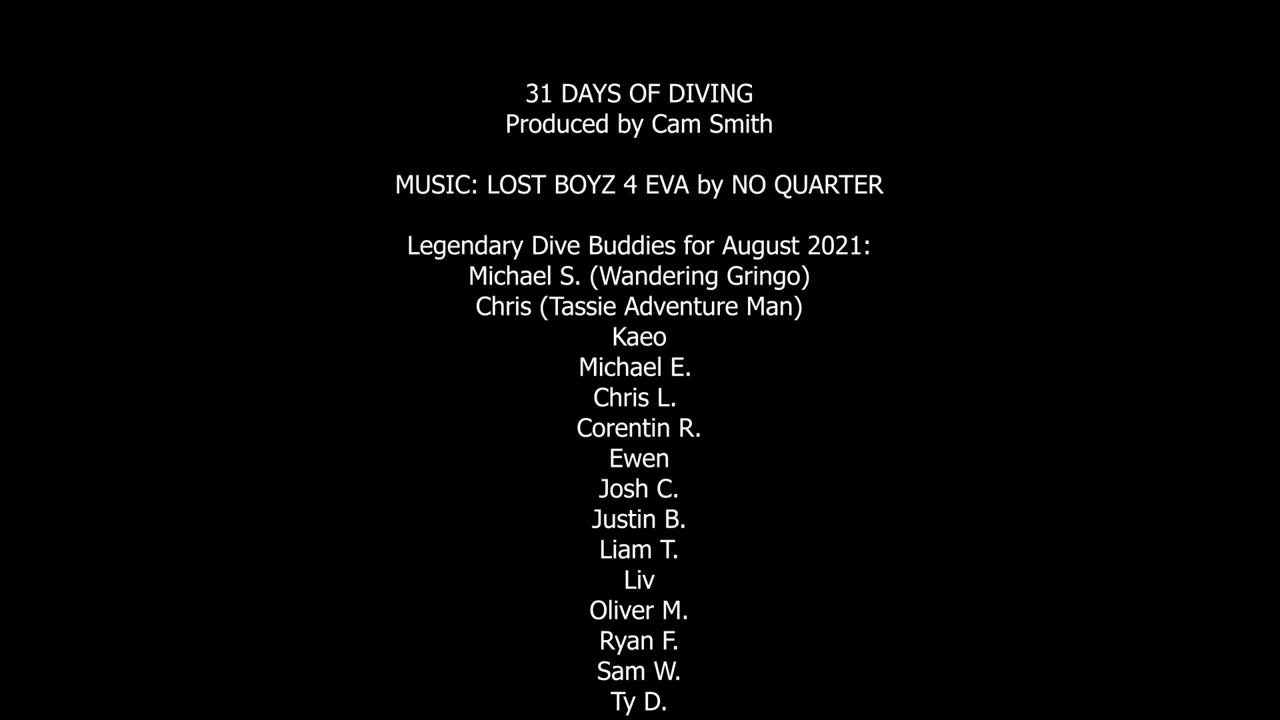 31 DAYS OF DIVING
Produced by Cam Smith
MUSIC: LOST BOYZ 4 EVA by NO QUARTER
Legendary Dive Buddies for August 2021:
Michael S. (Wandering Gringo)
Chris (Tassie Adventure Man)
Kaeo
Michael E.
Chris L.
Corentin R.
Ewen
Josh C.
Justin B.
Liam T.
Liv
Oliver M.
Ryan F.
Sam W.
Ty D.